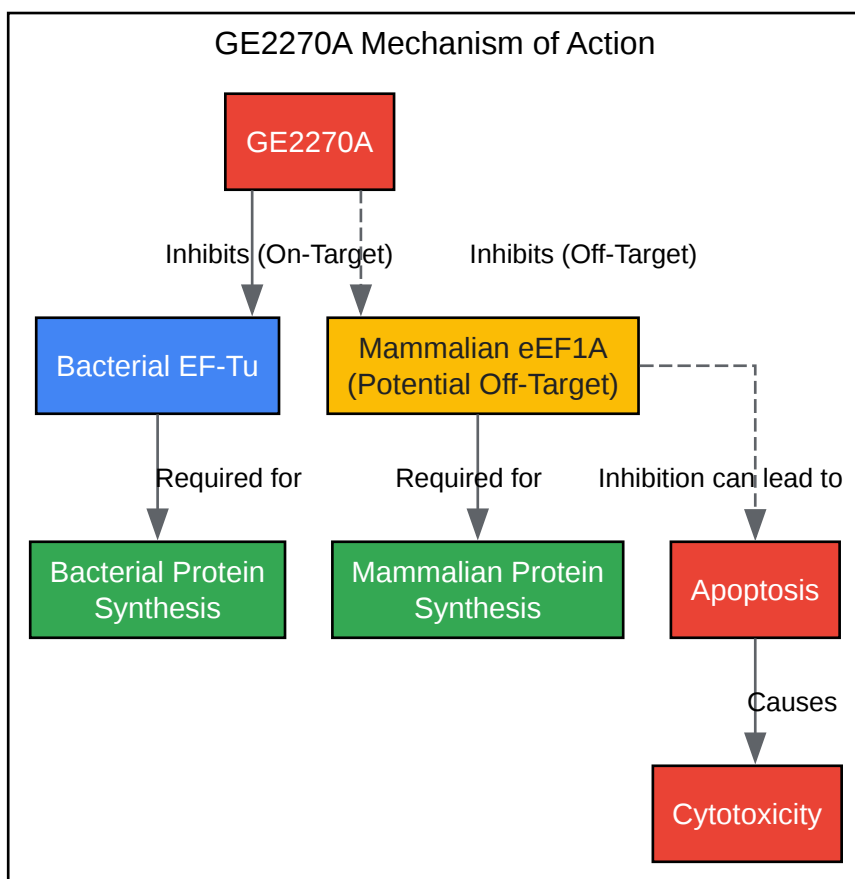 GE2270A Mechanism of Action
GE2270A
Inhibits (On-Target)
Inhibits (Off-Target)
Bacterial EF-Tu
Mammalian eEF1A
(Potential Off-Target)
Required for
Required for
Inhibition can lead to
Bacterial Protein
Synthesis
Mammalian Protein
Synthesis
Apoptosis
Causes
Cytotoxicity